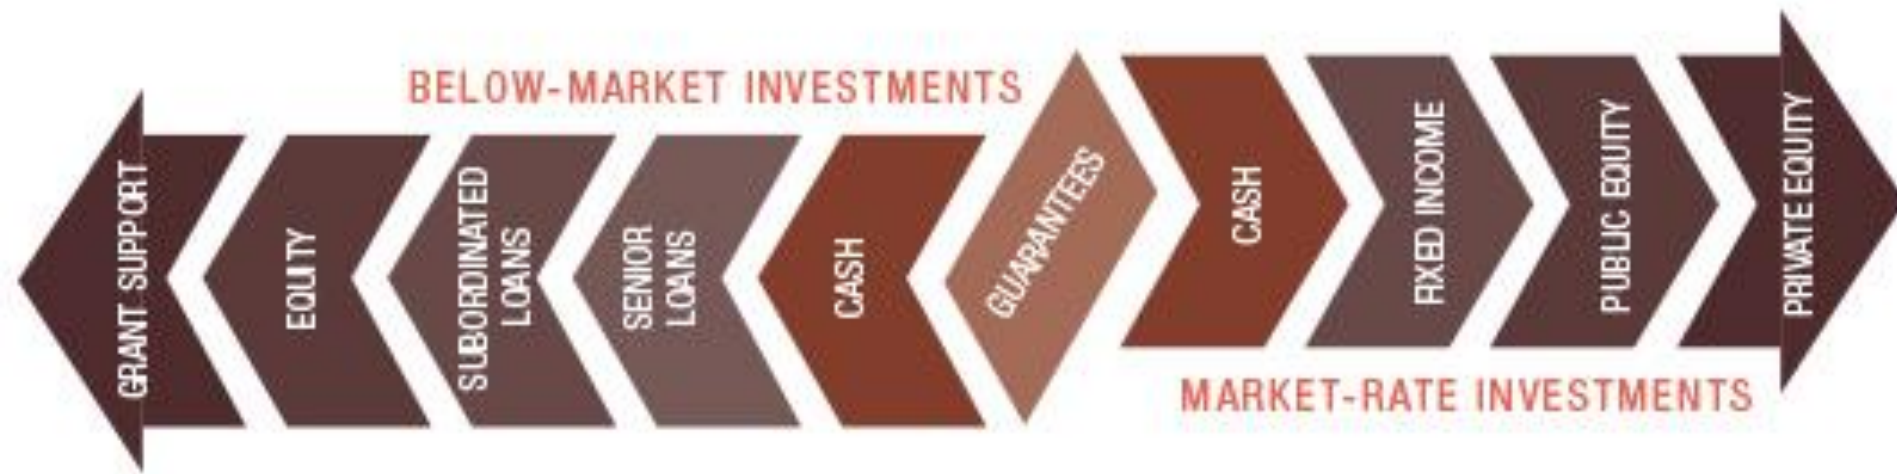 BELOW-MARKET INVESTMENTS
GRANT SUPPORT
EQUITY
SUBORDINATED
LOANS
SENIOR
LOANS
CASH
GUARANTEES
CASH
FIXED INCOME
PUBLIC EQUITY
PRIVATE EQUITY
MARKET-RATE INVESTMENTS